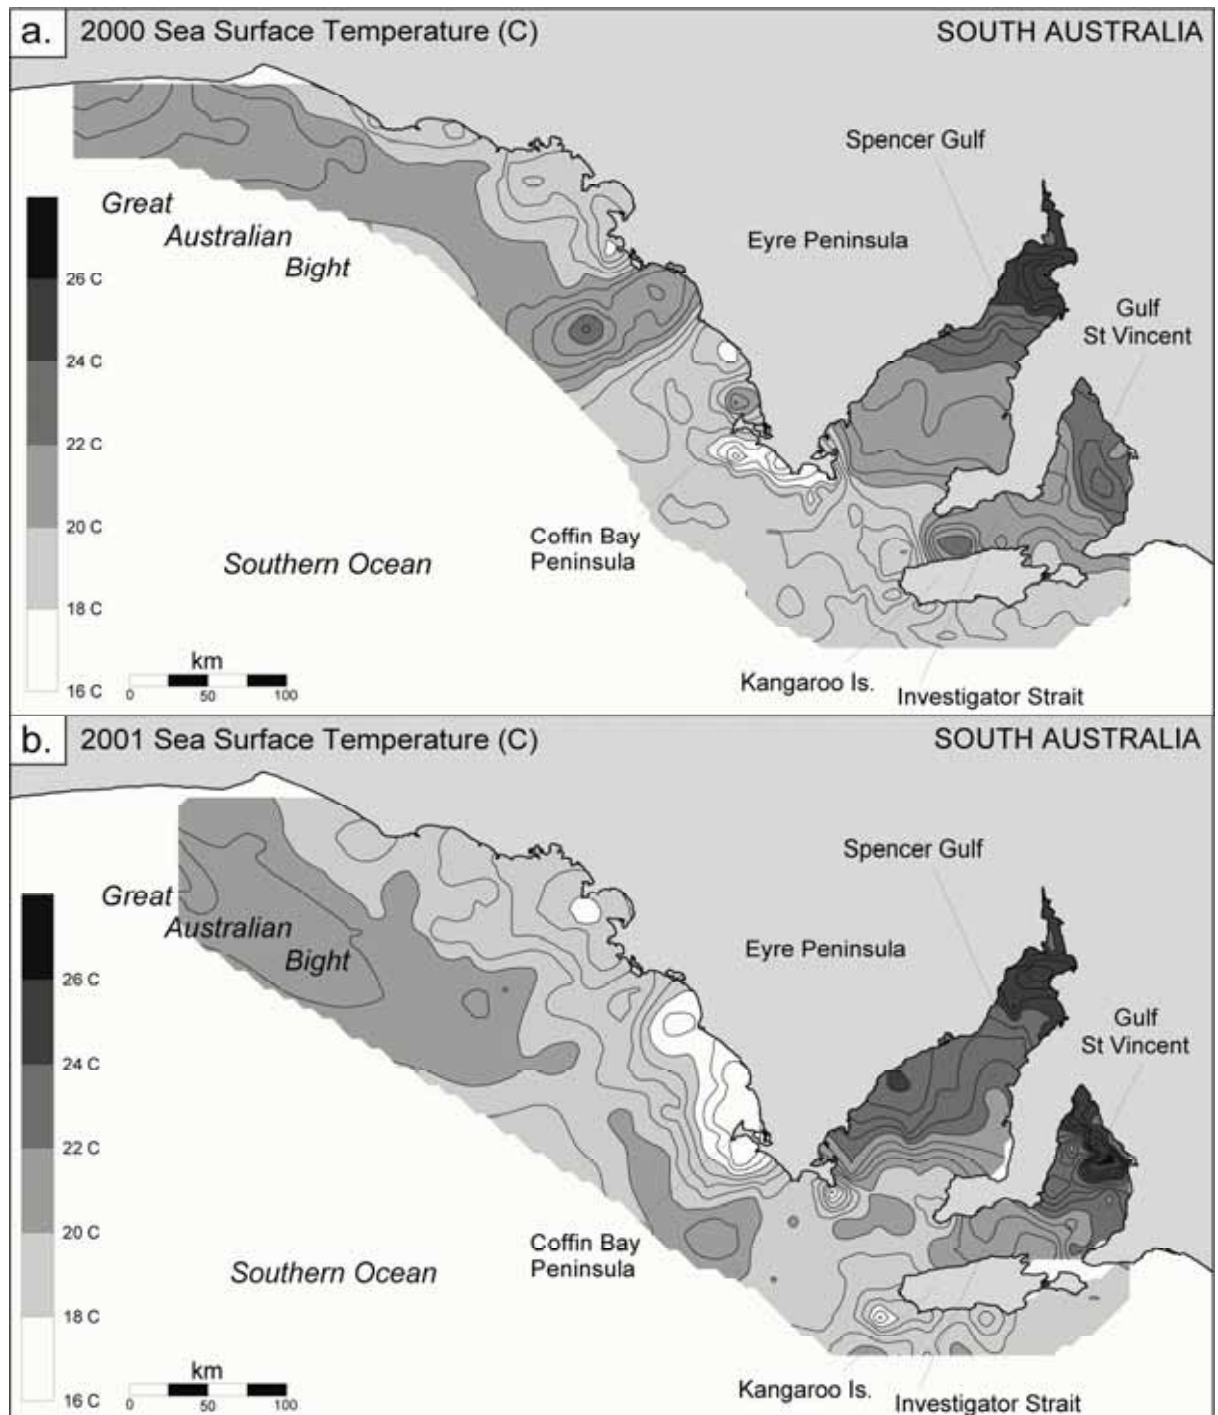 a.
2000 Sea Surface Temperature (C)
SOUTH AUSTRALIA
Spencer Gulf
Great
Australian
Bight
Eyre Peninsula
26 C
Gulf
St Vincent
24 C
22 C
20 C
Coffin Bay
Peninsula
Southern Ocean
18 C
km
Kangaroo Is.
Investigator Strait
16 C
0 50 100
b.
2001 Sea Surface Temperature (C)
SOUTH AUSTRALIA
Spencer Gulf
Great
Australian
Bight
Eyre Peninsula
26 C
Gulf
St Vincent
24 C
22 C
20 C
Coffin Bay
Peninsula
Southern Ocean
18 C
km
Kangaroo Is.
Investigator Strait
16 C
0 50 100